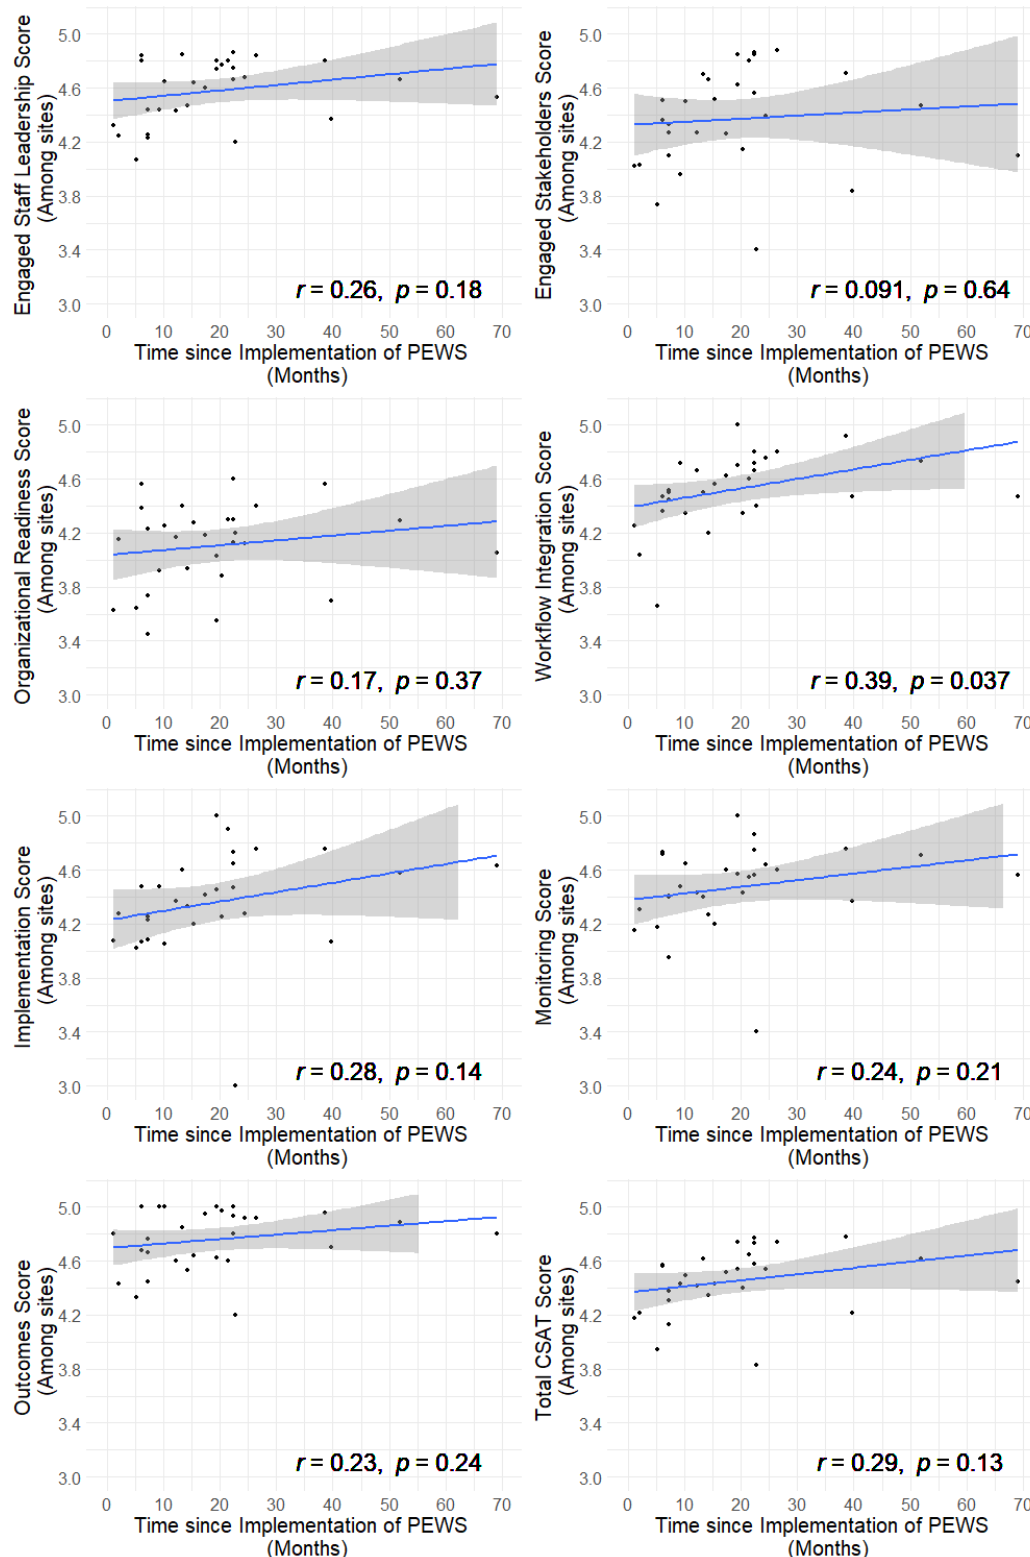 Engaged Staff Leadership Score
(Among sites)
5.0
4.6
4.2
3.8
3.4
3.0
r = 0.26, p = 0.18
0 10 20 30 40 50 60 70
Time since Implementation of PEWS
(Months)
Engaged Stakeholders Score
(Among sites)
5.0
4.6
4.2
3.8
3.4
3.0
r = 0.091, p = 0.64
0 10 20 30 40 50 60 70
Time since Implementation of PEWS
(Months)
Organizational Readiness Score
(Among sites)
5.0
4.6
4.2
3.8
3.4
3.0
r = 0.17, p = 0.37
0 10 20 30 40 50 60 70
Time since Implementation of PEWS
(Months)
Workflow Integration Score
(Among sites)
5.0
4.6
4.2
3.8
3.4
3.0
r = 0.39, p = 0.037
0 10 20 30 40 50 60 70
Time since Implementation of PEWS
(Months)
Implementation Score
(Among sites)
5.0
4.6
4.2
3.8
3.4
3.0
r = 0.28, p = 0.14
0 10 20 30 40 50 60 70
Time since Implementation of PEWS
(Months)
Monitoring Score
(Among sites)
5.0
4.6
4.2
3.8
3.4
3.0
r = 0.24, p = 0.21
0 10 20 30 40 50 60 70
Time since Implementation of PEWS
(Months)
Outcomes Score
(Among sites)
5.0
4.6
4.2
3.8
3.4
3.0
r = 0.23, p = 0.24
0 10 20 30 40 50 60 70
Time since Implementation of PEWS
(Months)
Total CSAT Score
(Among sites)
5.0
4.6
4.2
3.8
3.4
3.0
r = 0.29, p = 0.13
0 10 20 30 40 50 60 70
Time since Implementation of PEWS
(Months)